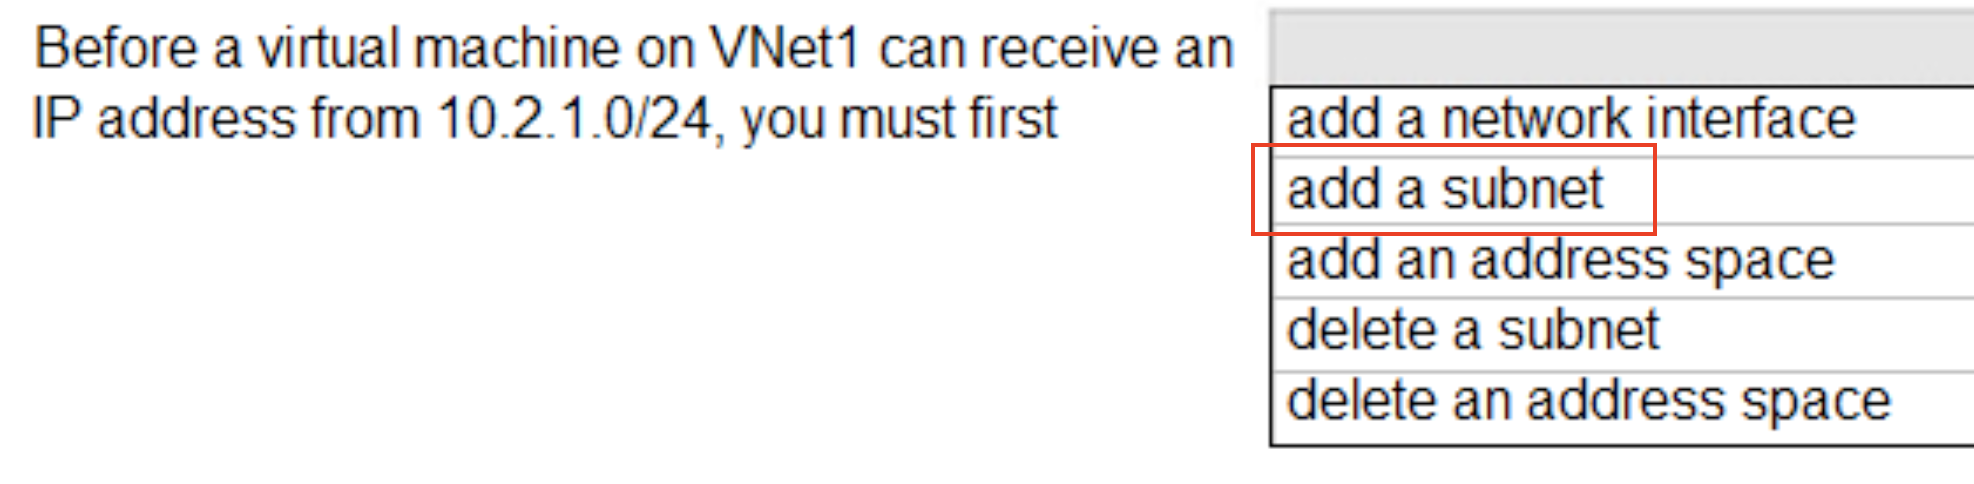 Before a virtual machine on VNet1 can receive an
IP address from 10.2.1.0/24, you must first
add a network interface
add a subnet
add an address space
delete a subnet
delete an address space